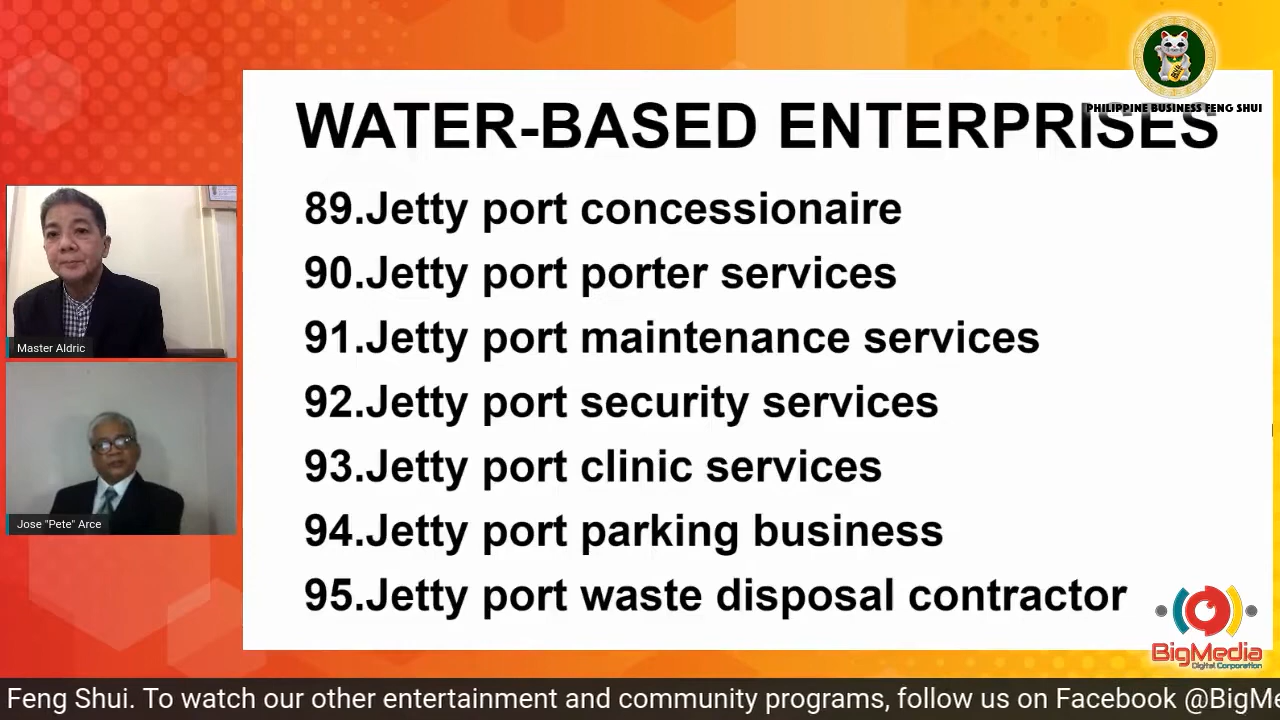 PHILIPPINE BUSINESS FENG SHUI
WATER-BASED ENTERPRISES
89.Jetty port concessionaire
90.Jetty port porter services
91.Jetty port maintenance services
92.Jetty port security services
93.Jetty port clinic services
94.Jetty port parking business
95.Jetty port waste disposal contractor
Master Aldric
Jose "Pete" Arce
BigMedia
Digital Corporation
Feng Shui. To watch our other entertainment and community programs, follow us on Facebook @BigMe